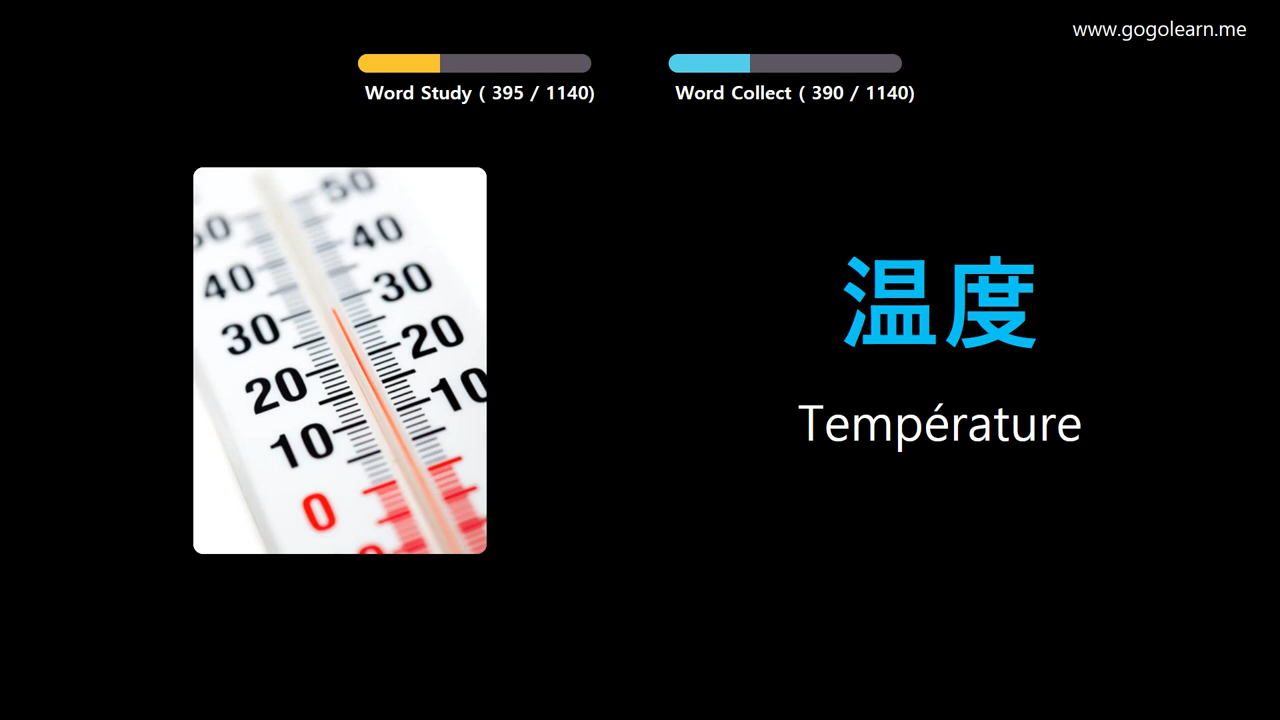 www.gogolearn.me
Word Study ( 395 / 1140)
Word Collect ( 390 / 1140)
50
50
40
40
30
30
20
20
10
10
0
温度
Température